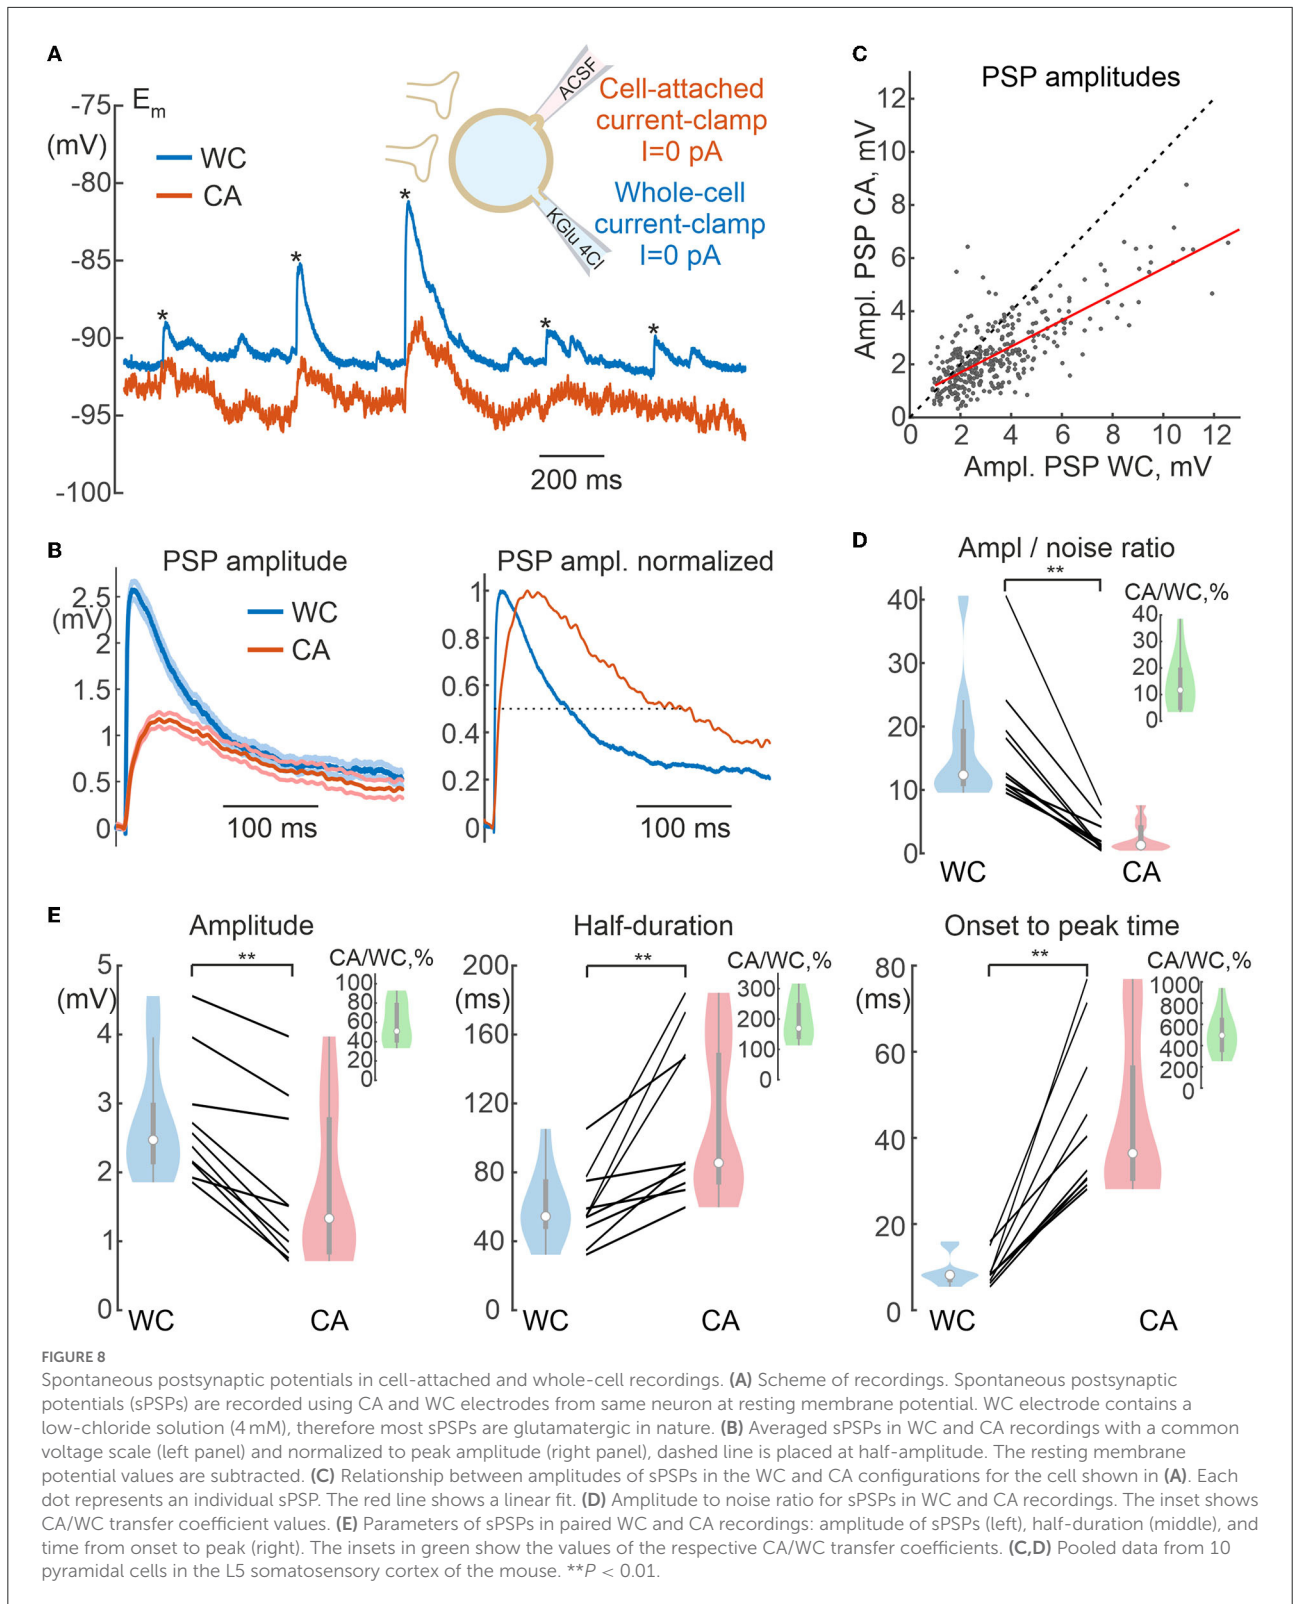 A
-75
(mV)
-80
-85
-90
-95
-100
Em
WC
CA
*
*
*
*
*
200 ms
ACSF
KGlu 4Cl
Cell-attached
current-clamp
I=0 pA
Whole-cell
current-clamp
I=0 pA
C
PSP amplitudes
Ampl. PSP CA, mV
12
10
8
6
4
2
0
0 2 4 6 8 10 12
Ampl. PSP WC, mV
B
PSP amplitude
2.5
(mV)
2
1.5
1
0.5
0
WC
CA
100 ms
PSP ampl. normalized
1
0.8
0.6
0.4
0.2
0
100 ms
D
Ampl / noise ratio
**
40
30
20
10
0
WC CA
CA/WC,%
40
30
20
10
0
E
Amplitude
**
5
(mV)
4
3
2
1
0
WC CA
CA/WC,%
100
80
60
40
20
0
Half-duration
**
200
(ms)
160
120
80
40
0
WC CA
CA/WC,%
300
200
100
0
Onset to peak time
**
80
(ms)
60
40
20
0
WC CA
CA/WC,%
1000
800
600
400
200
0
FIGURE 8
Spontaneous postsynaptic potentials in cell-attached and whole-cell recordings. (A) Scheme of recordings. Spontaneous postsynaptic
potentials (sPSPs) are recorded using CA and WC electrodes from same neuron at resting membrane potential. WC electrode contains a
low-chloride solution (4 mM), therefore most sPSPs are glutamatergic in nature. (B) Averaged sPSPs in WC and CA recordings with a common
voltage scale (left panel) and normalized to peak amplitude (right panel), dashed line is placed at half-amplitude. The resting membrane
potential values are subtracted. (C) Relationship between amplitudes of sPSPs in the WC and CA configurations for the cell shown in (A). Each
dot represents an individual sPSP. The red line shows a linear fit. (D) Amplitude to noise ratio for sPSPs in WC and CA recordings. The inset shows
CA/WC transfer coefficient values. (E) Parameters of sPSPs in paired WC and CA recordings: amplitude of sPSPs (left), half-duration (middle), and
time from onset to peak (right). The insets in green show the values of the respective CA/WC transfer coefficients. (C,D) Pooled data from 10
pyramidal cells in the L5 somatosensory cortex of the mouse. **P < 0.01.